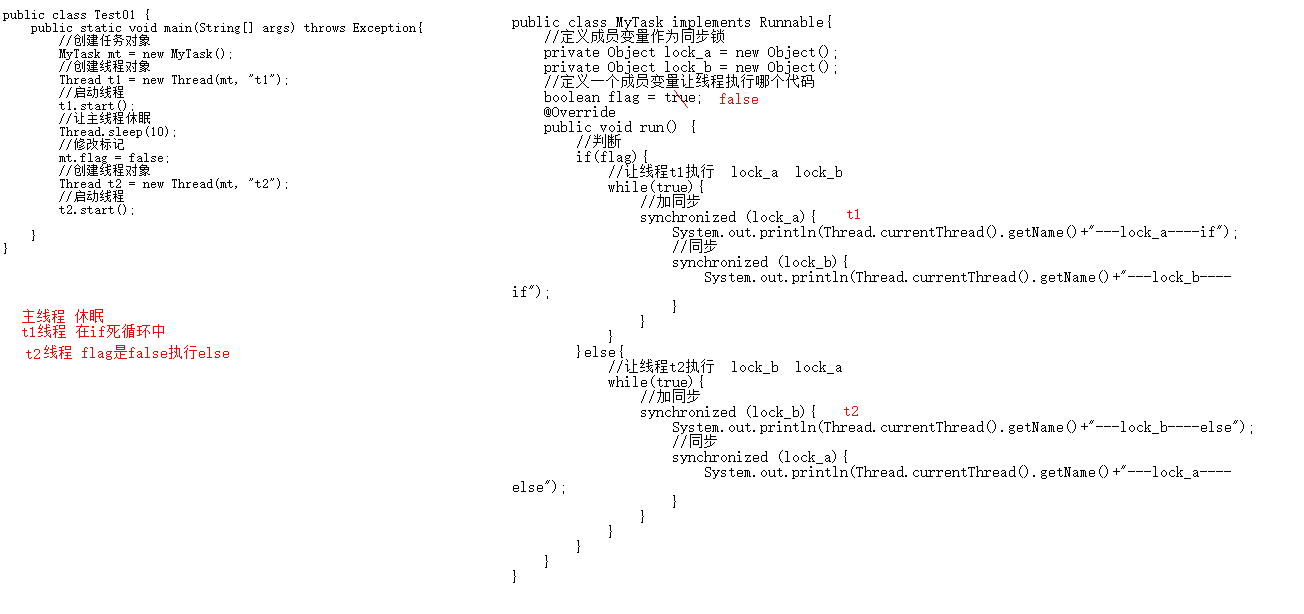 public class Test01 {
    public static void main(String[] args) throws Exception{
        //创建任务对象
        MyTask mt = new MyTask();
        //创建线程对象
        Thread t1 = new Thread(mt, "t1");
        //启动线程
        t1.start();
        //让主线程休眠
        Thread.sleep(10);
        //修改标记
        mt.flag = false;
        //创建线程对象
        Thread t2 = new Thread(mt, "t2");
        //启动线程
        t2.start();
    }
}
主线程 休眠
t1线程 在if死循环中
t2线程 flag是false执行else
public class MyTask implements Runnable{
    //定义成员变量作为同步锁
    private Object lock_a = new Object();
    private Object lock_b = new Object();
    //定义一个成员变量让线程执行哪个代码
    boolean flag = true; false
    @Override
    public void run() {
        //判断
        if(flag){
            //让线程t1执行  lock_a  lock_b
            while(true){
                //加同步
                synchronized (lock_a){ t1
                    System.out.println(Thread.currentThread().getName()+"---lock_a----if");
                    //同步
                    synchronized (lock_b){
                        System.out.println(Thread.currentThread().getName()+"---lock_b----
if");
                    }
                }
            }
        }else{
            //让线程t2执行  lock_b  lock_a
            while(true){
                //加同步
                synchronized (lock_b){ t2
                    System.out.println(Thread.currentThread().getName()+"---lock_b----else");
                    //同步
                    synchronized (lock_a){
                        System.out.println(Thread.currentThread().getName()+"---lock_a----
else");
                    }
                }
            }
        }
    }
}